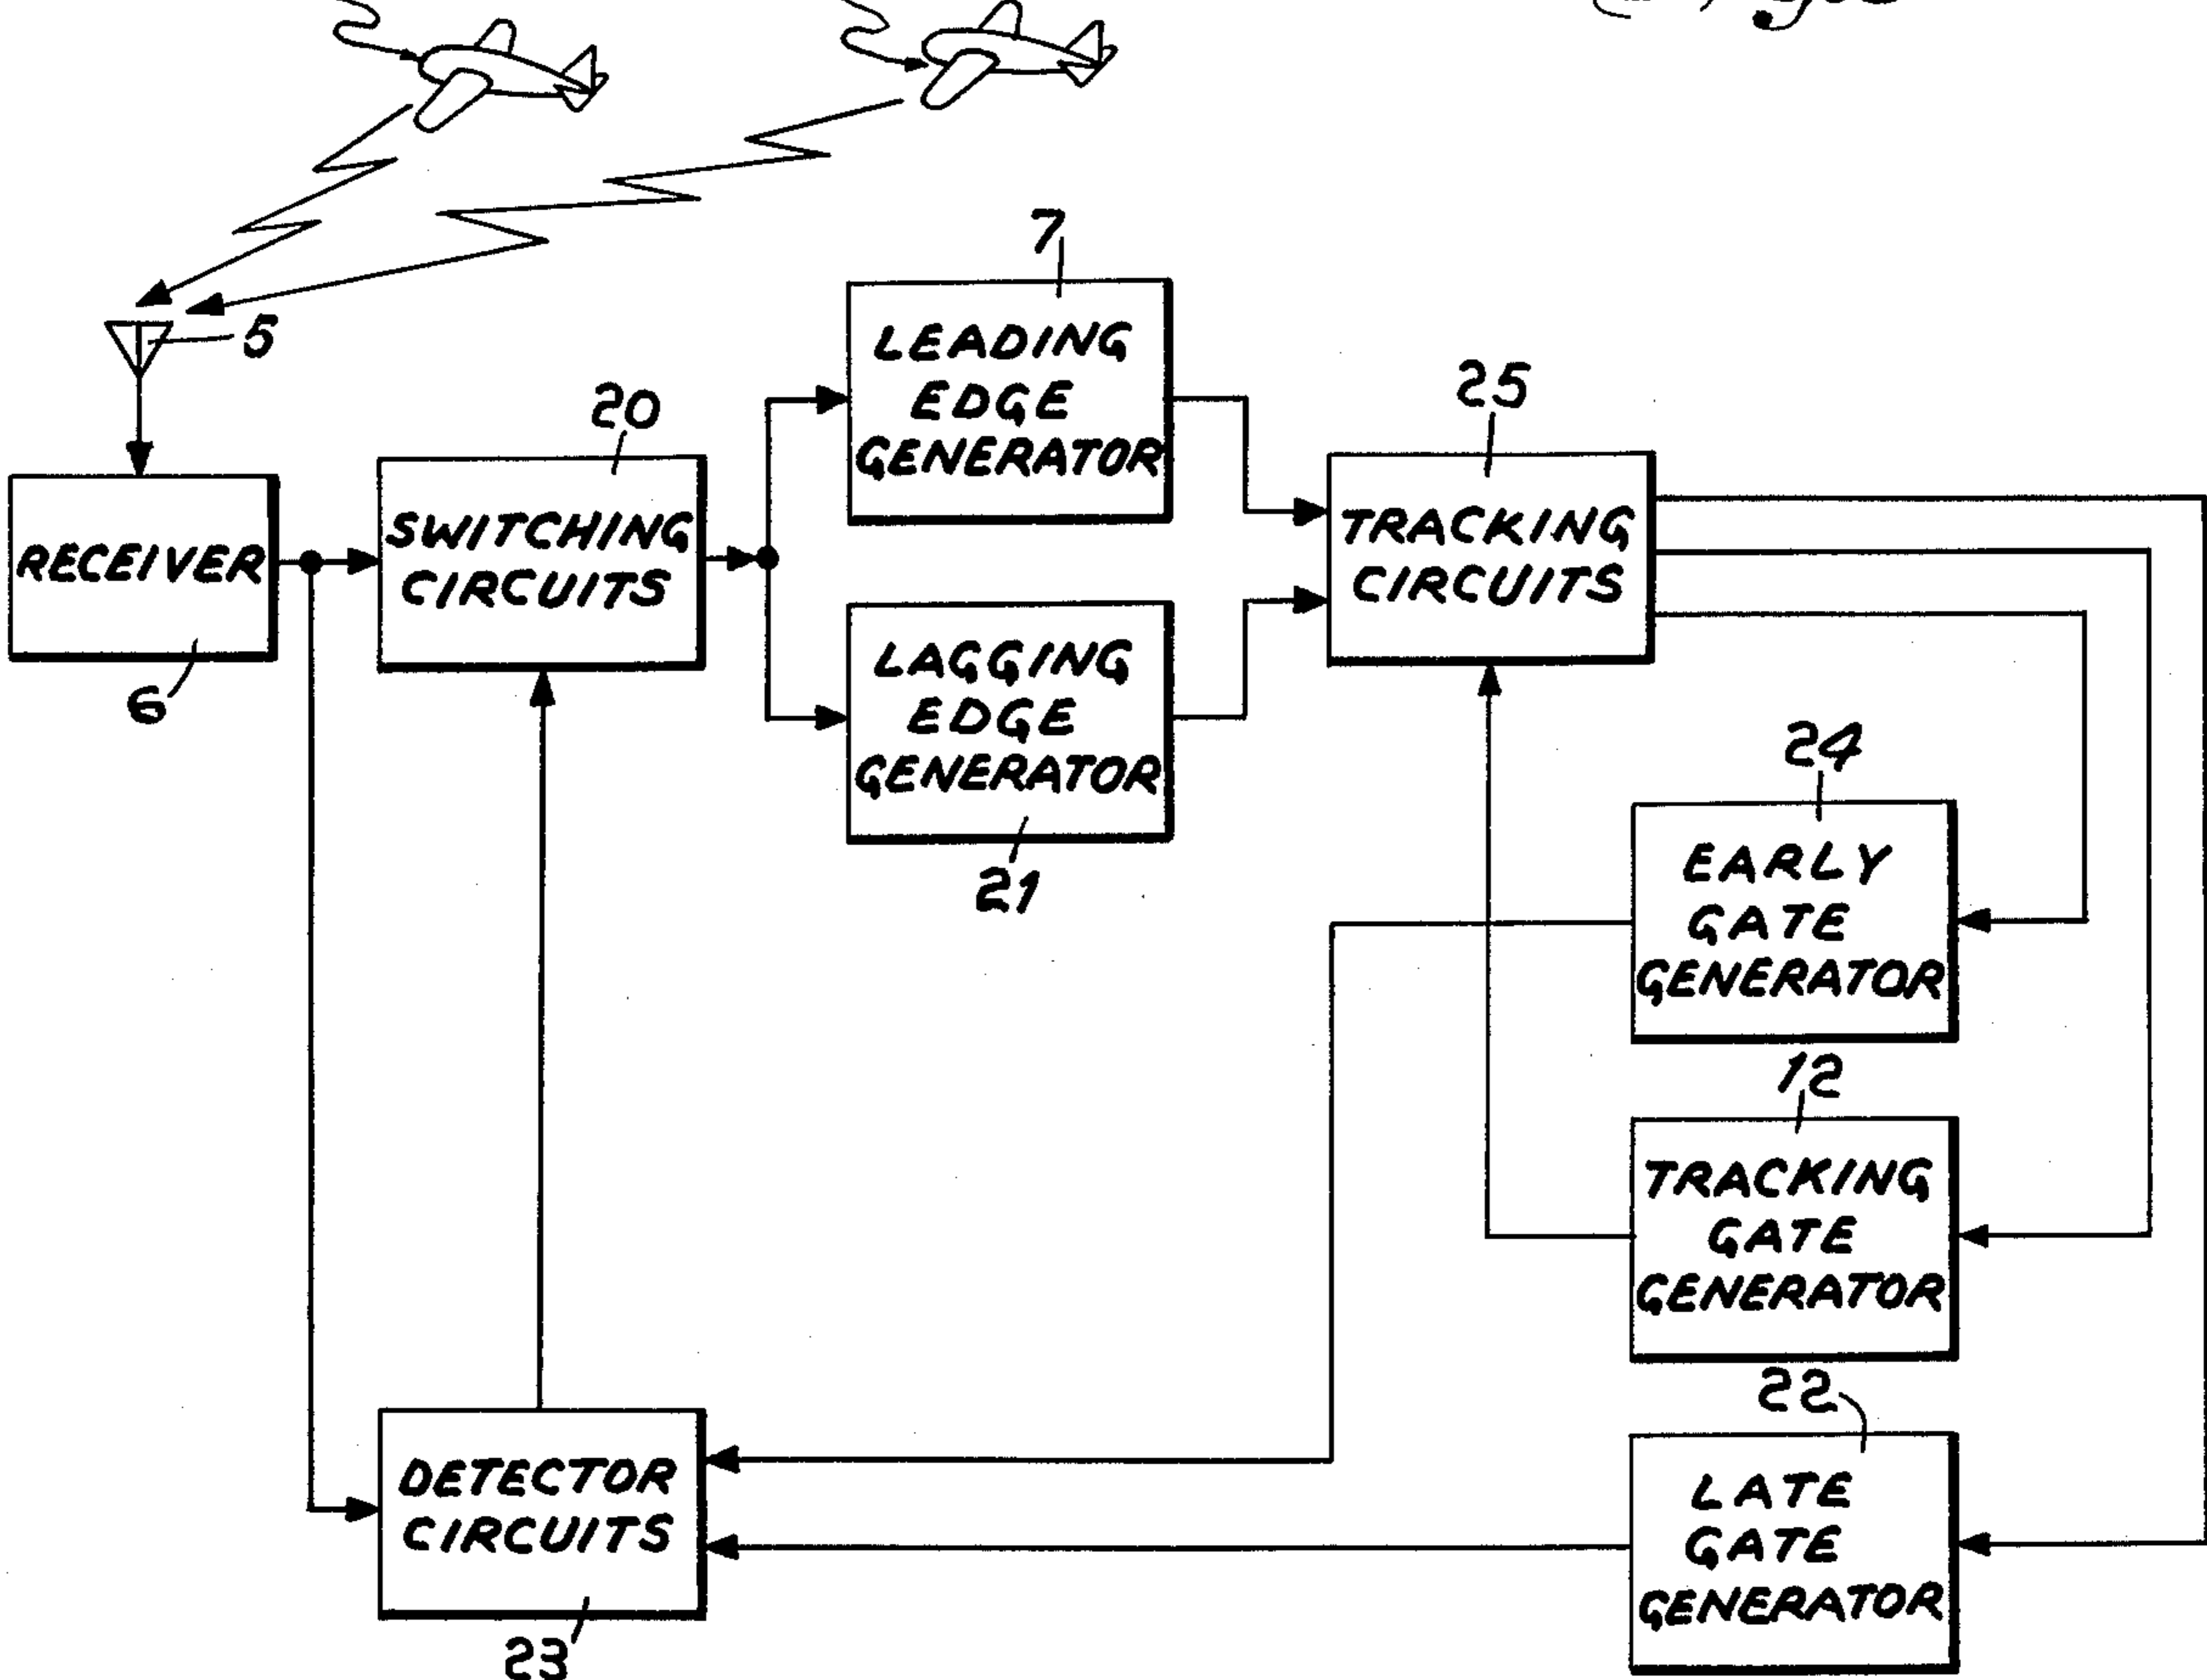 7
5
20
25
LEADING
EDGE
GENERATOR
RECEIVER
6
SWITCHING
CIRCUITS
TRACKING
CIRCUITS
LAGGING
EDGE
GENERATOR
21
24
EARLY
GATE
GENERATOR
12
TRACKING
GATE
GENERATOR
22
DETECTOR
CIRCUITS
23
LATE
GATE
GENERATOR